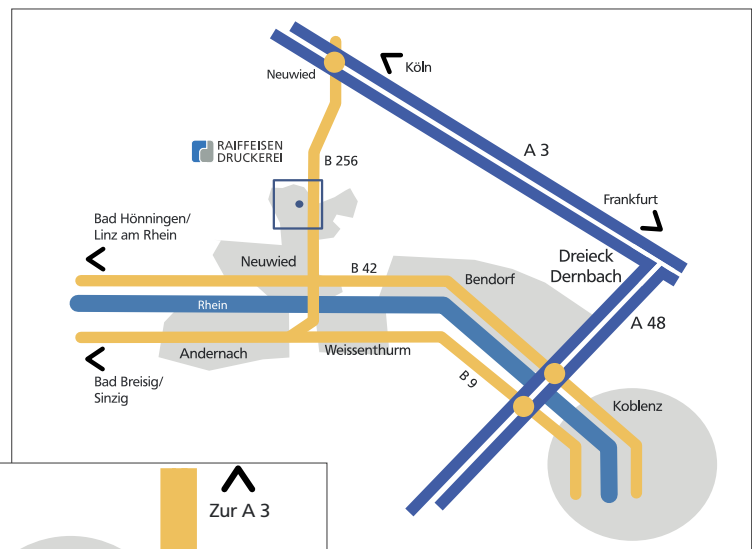 Neuwied
Köln
RAIFFEISEN
DRUCKEREI
B 256
A 3
Frankfurt
Bad Hönningen/
Linz am Rhein
Dreieck
Dernbach
Neuwied
B 42
Bendorf
Rhein
A 48
Andernach
Weissenthurm
B 9
Bad Breisig/
Sinzig
Koblenz
Zur A 3